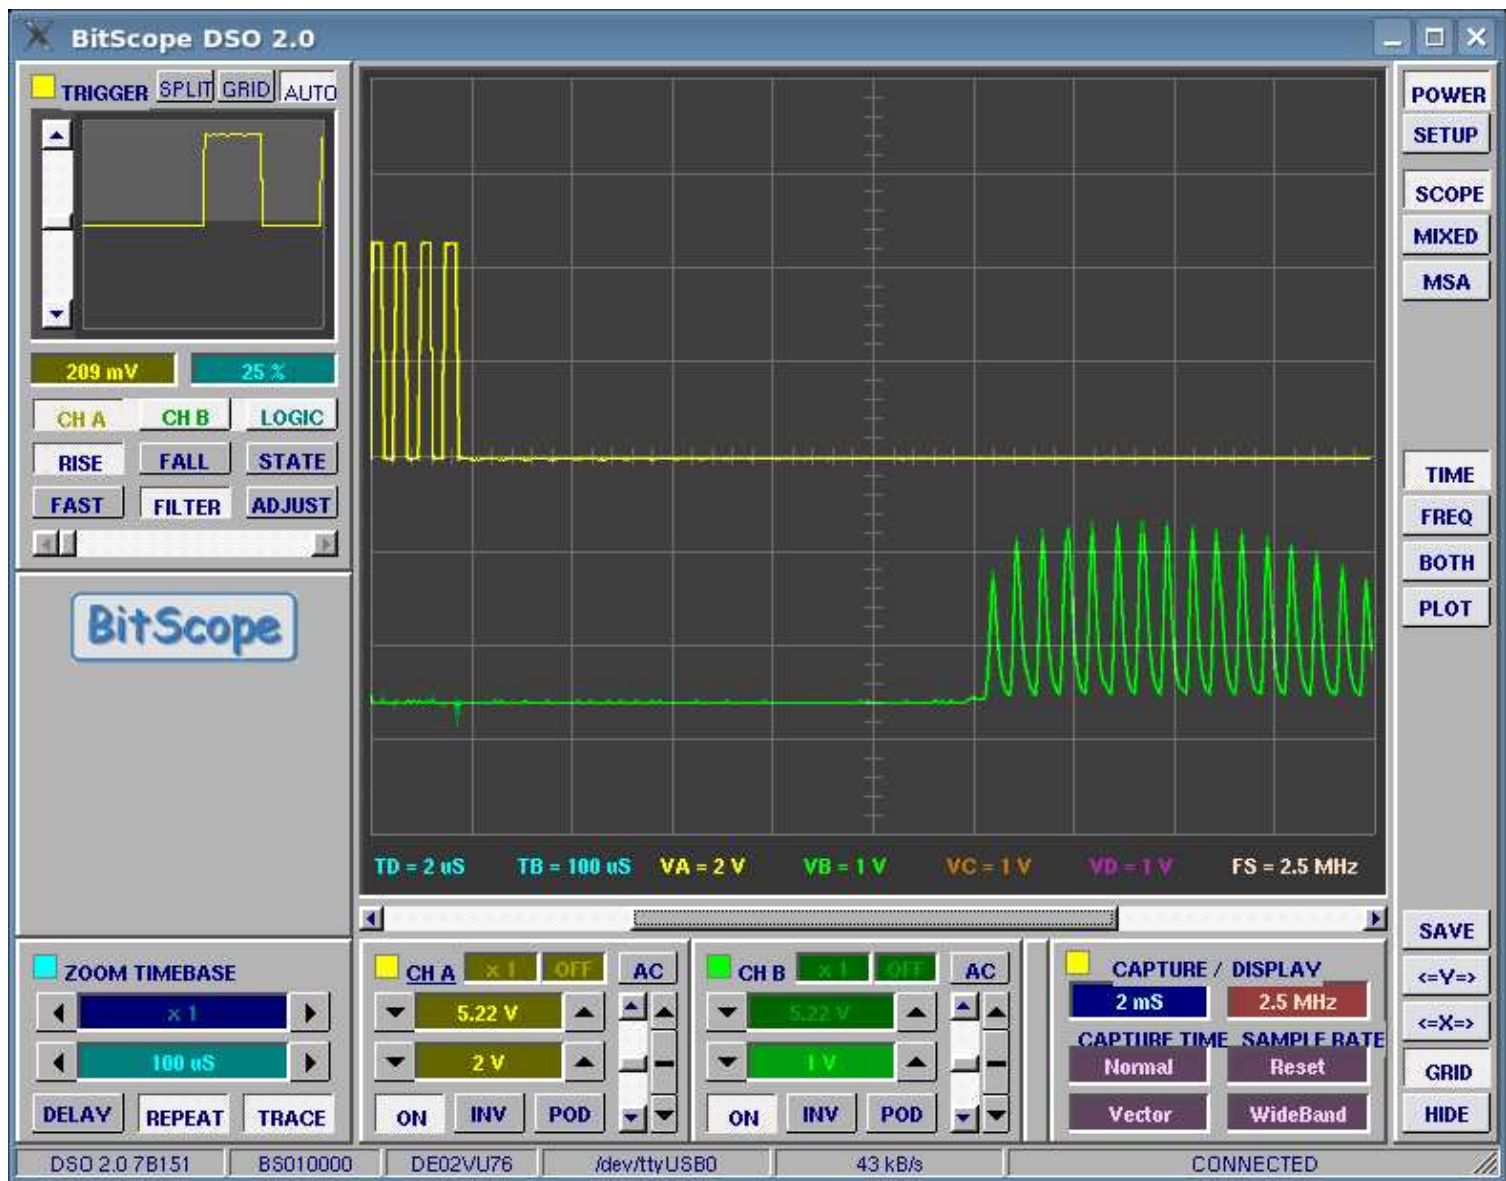 BitScope DSO 2.0
TRIGGER SPLIT GRID AUTO
209 mV 25 %
CH A CH B LOGIC
RISE FALL STATE
FAST FILTER ADJUST
BitScope
TD = 2 uS TB = 100 uS VA = 2 V VB = 1 V VC = 1 V VD = 1 V FS = 2.5 MHz
POWER
SETUP
SCOPE
MIXED
MSA
TIME
FREQ
BOTH
PLOT
SAVE
<=Y=>
<=X=>
GRID
HIDE
ZOOM TIMEBASE
x 1
100 uS
DELAY REPEAT TRACE
CH A x 1 OFF AC
5.22 V
2 V
ON INV POD
CH B x 1 OFF AC
5.22 V
1 V
ON INV POD
CAPTURE / DISPLAY
2 mS 2.5 MHz
CAPTURE TIME SAMPLE RATE
Normal Reset
Vector WideBand
DSO 2.0 7B151 BS010000 DE02VU76 /dev/ttyUSB0 43 kB/s CONNECTED